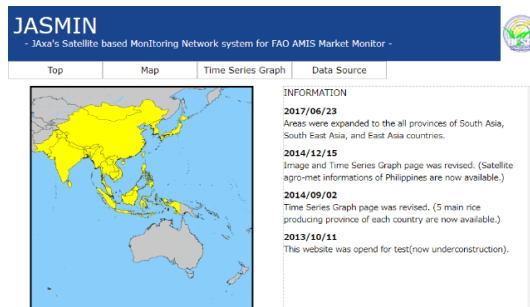 JASMIN
- JAxa's Satellite based MonItoring Network system for FAO AMIS Market Monitor -
Top
Map
Time Series Graph
Data Source
INFORMATION
2017/06/23
Areas were expanded to the all provinces of South Asia,
South East Asia, and East Asia countries.
2014/12/15
Image and Time Series Graph page was revised. (Satellite
agro-met informations of Philippines are now available.)
2014/09/02
Time Series Graph page was revised. (5 main rice
producing province of each country are now available.)
2013/10/11
This website was opend for test(now underconstruction).